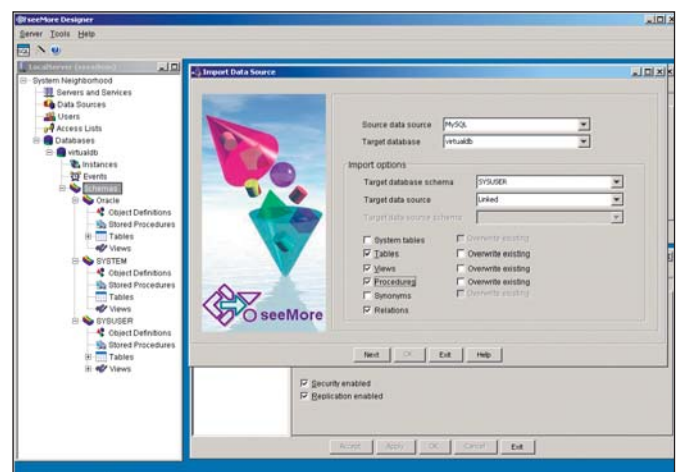 seeMore Designer
Server Tools Help
System Neighborhood
Servers and Services
Data Sources
Users
Access Lists
Databases
virtualdb
Instances
Events
Schemas
Oracle
Object Definitions
Stored Procedures
Tables
Views
SYSTEM
Object Definitions
Stored Procedures
Tables
Views
SYSUSER
Object Definitions
Stored Procedures
Tables
Views
Import Data Source
seeMore
Source data source MySQL
Target database virtualdb
Import options
Target database schema SYSUSER
Target data source Linked
Target data source schema
System tables Overwrite existing
Tables Overwrite existing
Views Overwrite existing
Procedures Overwrite existing
Synonyms Overwrite existing
Relations
Next OK Exit Help
Security enabled
Replication enabled
Accept Apply OK Cancel Exit